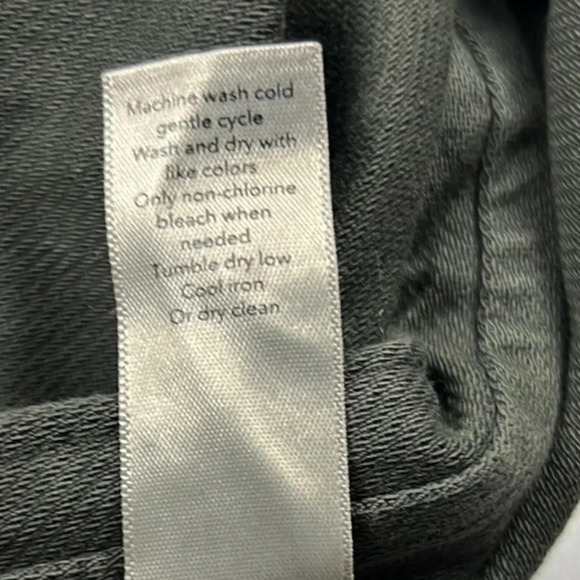 Machine wash cold
gentle cycle
Wash and dry with
like colors
Only non-chlorine
bleach when
needed
Tumble dry low
Cool iron
Or dry clean